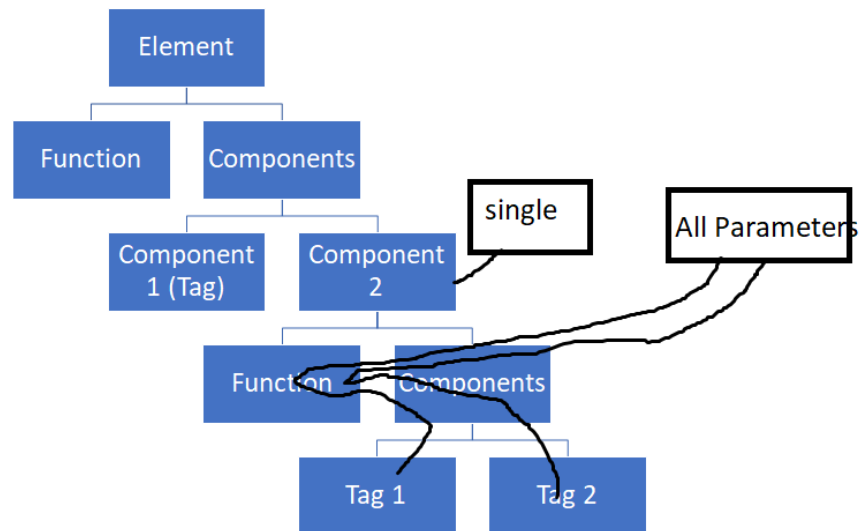 Element
Function
Components
single
All Parameters
Component
1 (Tag)
Component
2
Function
Components
Tag 1
Tag 2